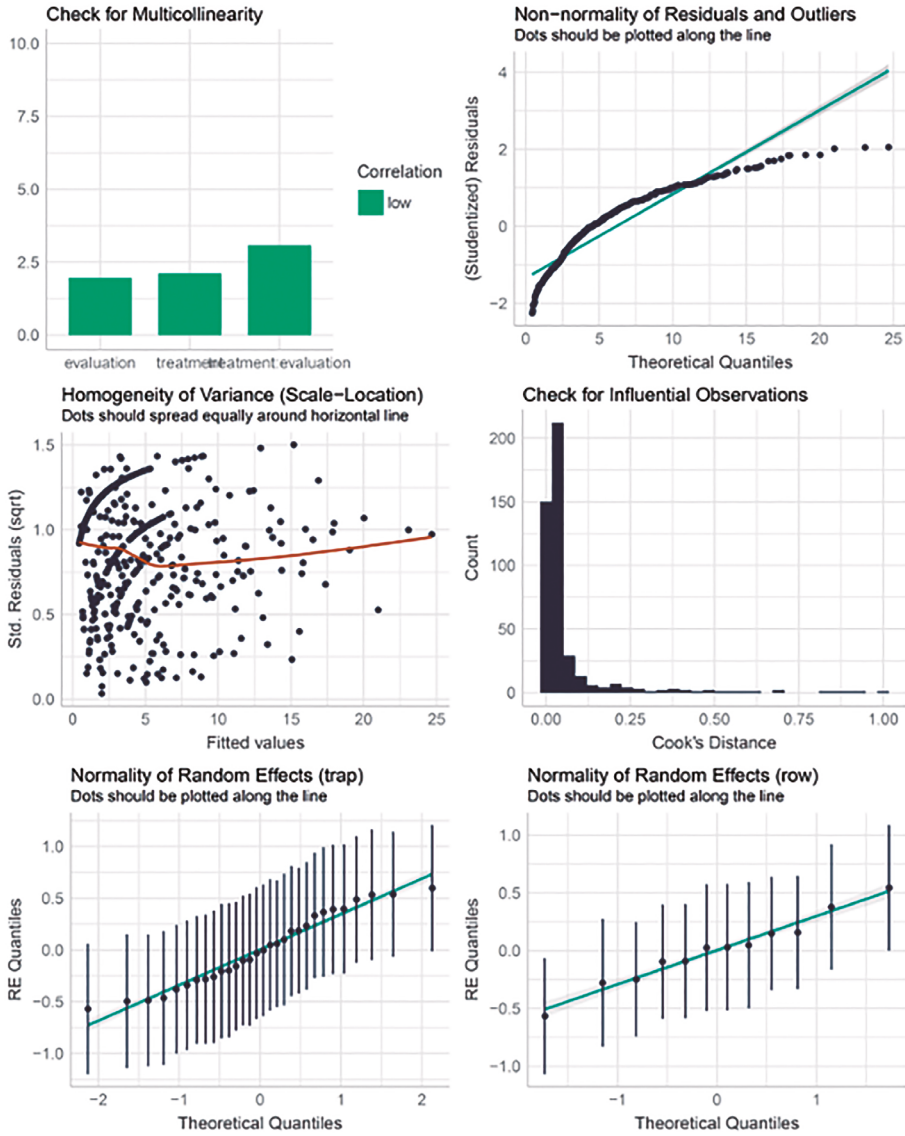 Check for Multicollinearity
10.0
7.5
5.0
2.5
0.0
evaluation
treatment
treatment:evaluation
Correlation
low
Non−normality of Residuals and Outliers
Dots should be plotted along the line
(Studentized) Residuals
4
2
0
−2
0
5
10
15
20
25
Theoretical Quantiles
Homogeneity of Variance (Scale−Location)
Dots should spread equally around horizontal line
Std. Residuals (sqrt)
1.5
1.0
0.5
0.0
0
5
10
15
20
25
Fitted values
Check for Influential Observations
Count
200
150
100
50
0
0.00
0.25
0.50
0.75
1.00
Cook's Distance
Normality of Random Effects (trap)
Dots should be plotted along the line
RE Quantiles
1.0
0.5
0.0
−0.5
−1.0
−2
−1
0
1
2
Theoretical Quantiles
Normality of Random Effects (row)
Dots should be plotted along the line
RE Quantiles
1.0
0.5
0.0
−0.5
−1.0
−1
0
1
Theoretical Quantiles